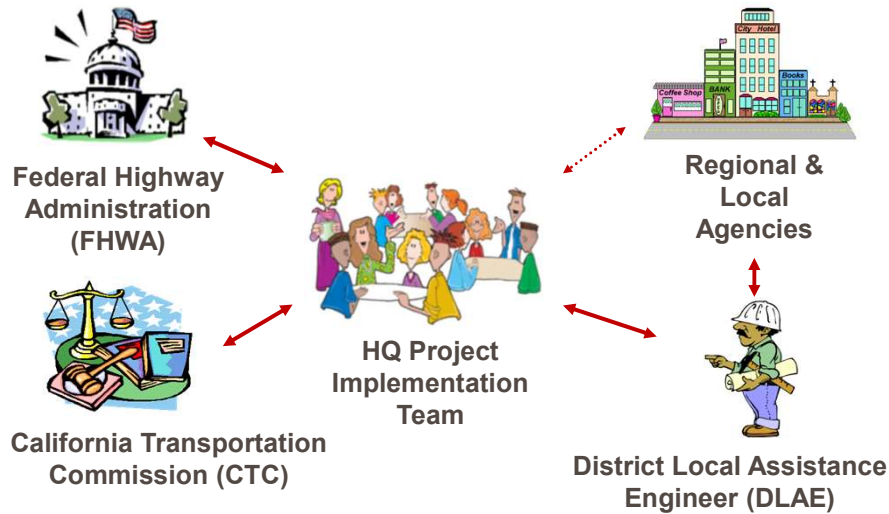 City Hotel
Books
Coffee Shop
BANK
Federal Highway
Administration
(FHWA)
Regional &
Local
Agencies
HQ Project
Implementation
Team
California Transportation
Commission (CTC)
District Local Assistance
Engineer (DLAE)